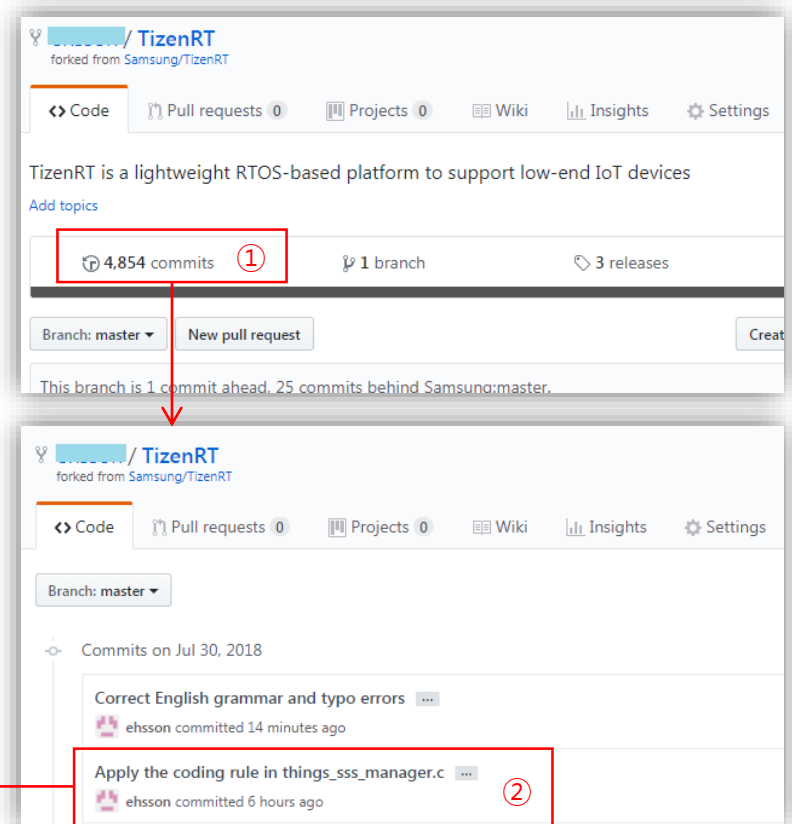 / TizenRT
forked from Samsung/TizenRT
Code Pull requests 0 Projects 0 Wiki Insights Settings
TizenRT is a lightweight RTOS-based platform to support low-end IoT devices
Add topics
4,854 commits ① 1 branch 3 releases
Branch: master New pull request Creat
This branch is 1 commit ahead, 25 commits behind Samsung:master.
/ TizenRT
forked from Samsung/TizenRT
Code Pull requests 0 Projects 0 Wiki Insights Settings
Branch: master
Commits on Jul 30, 2018
Correct English grammar and typo errors ...
ehsson committed 14 minutes ago
Apply the coding rule in things_sss_manager.c ...
ehsson committed 6 hours ago ②